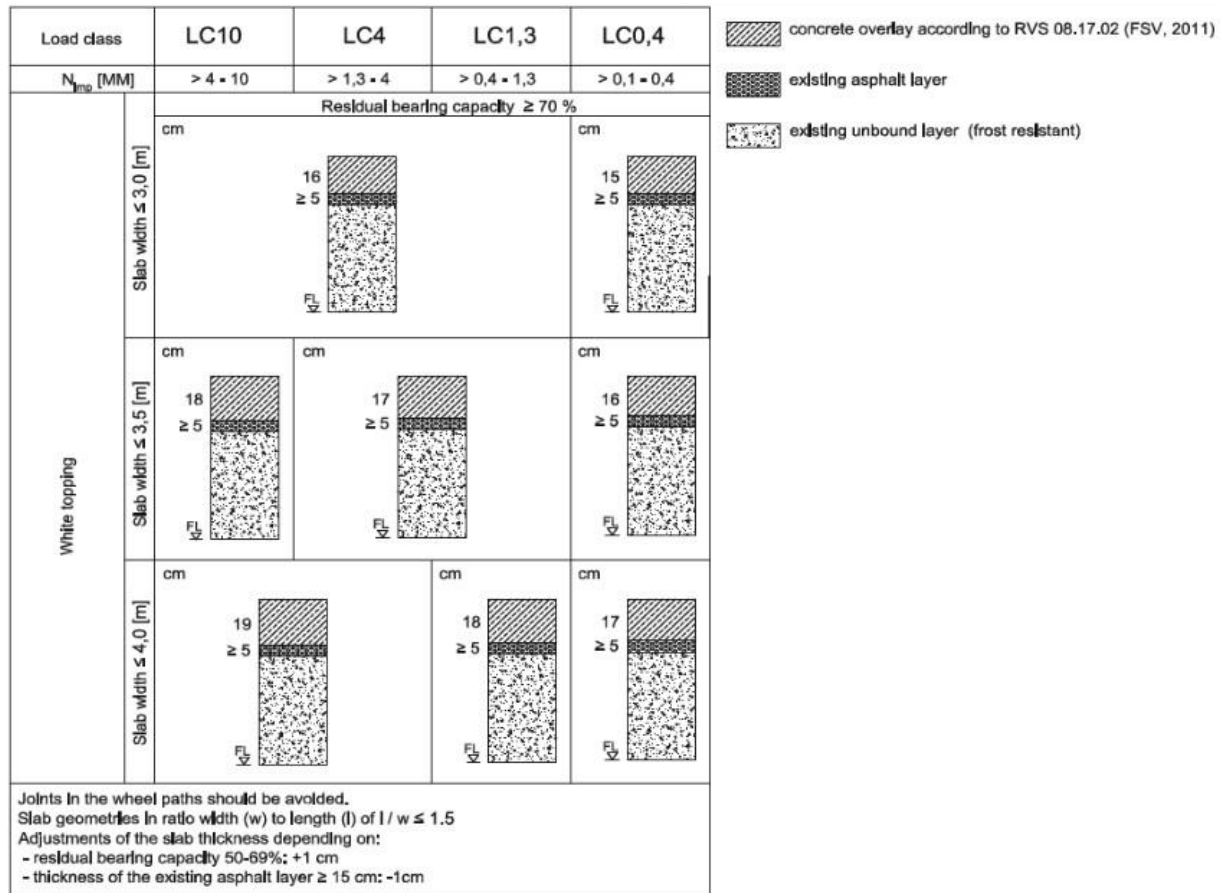 Load class LC10 LC4 LC1,3 LC0,4
Nimp [MM] > 4 - 10 > 1,3 - 4 > 0,4 - 1,3 > 0,1 - 0,4
Residual bearing capacity ≥ 70 %
White topping
Slab width ≤ 3,0 [m]
cm
16
≥ 5
FL
cm
15
≥ 5
FL
Slab width ≤ 3,5 [m]
cm
18
≥ 5
FL
cm
17
≥ 5
FL
cm
16
≥ 5
FL
Slab width ≤ 4,0 [m]
cm
19
≥ 5
FL
cm
18
≥ 5
FL
cm
17
≥ 5
FL
Joints in the wheel paths should be avoided.
Slab geometries in ratio width (w) to length (l) of l / w ≤ 1.5
Adjustments of the slab thickness depending on:
- residual bearing capacity 50-69%: +1 cm
- thickness of the existing asphalt layer ≥ 15 cm: -1cm
concrete overlay according to RVS 08.17.02 (FSV, 2011)
existing asphalt layer
existing unbound layer (frost resistant)